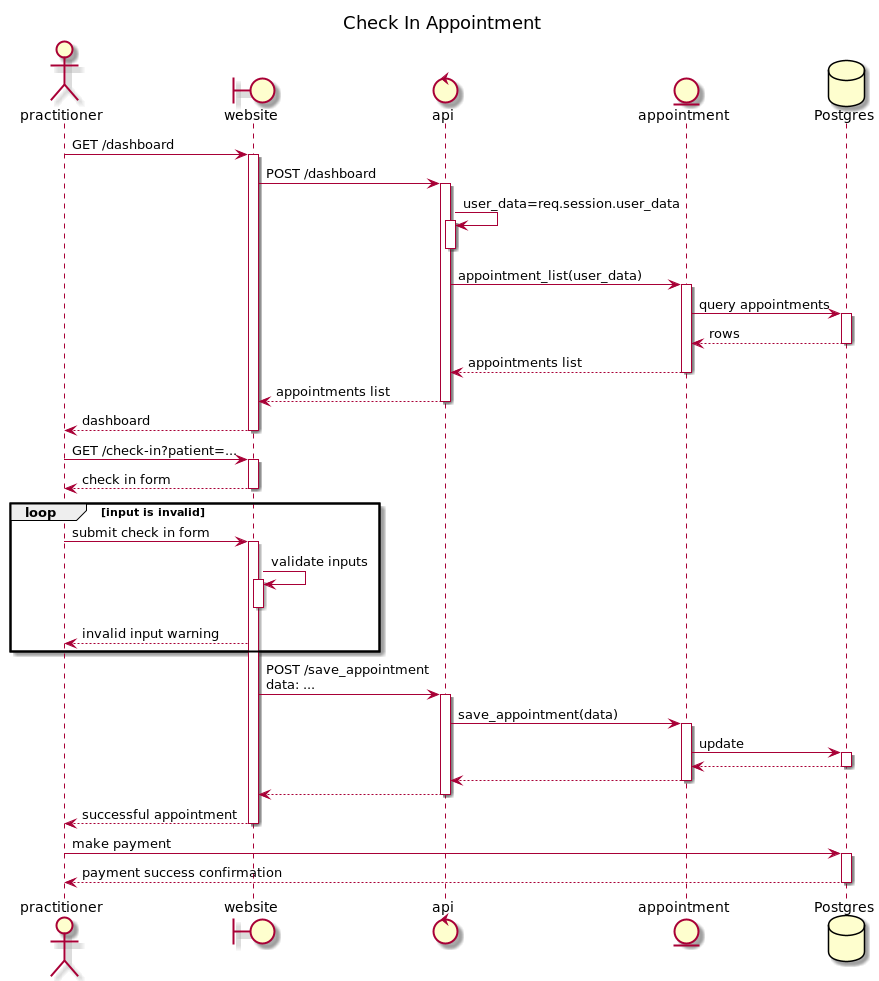 Check In Appointment
practitioner website api appointment Postgres
GET /dashboard
POST /dashboard
user_data=req.session.user_data
appointment_list(user_data)
query appointments
rows
appointments list
appointments list
dashboard
GET /check-in?patient=...
check in form
loop [input is invalid]
submit check in form
validate inputs
invalid input warning
POST /save_appointment
data: ...
save_appointment(data)
update
successful appointment
make payment
payment success confirmation
practitioner website api appointment Postgres